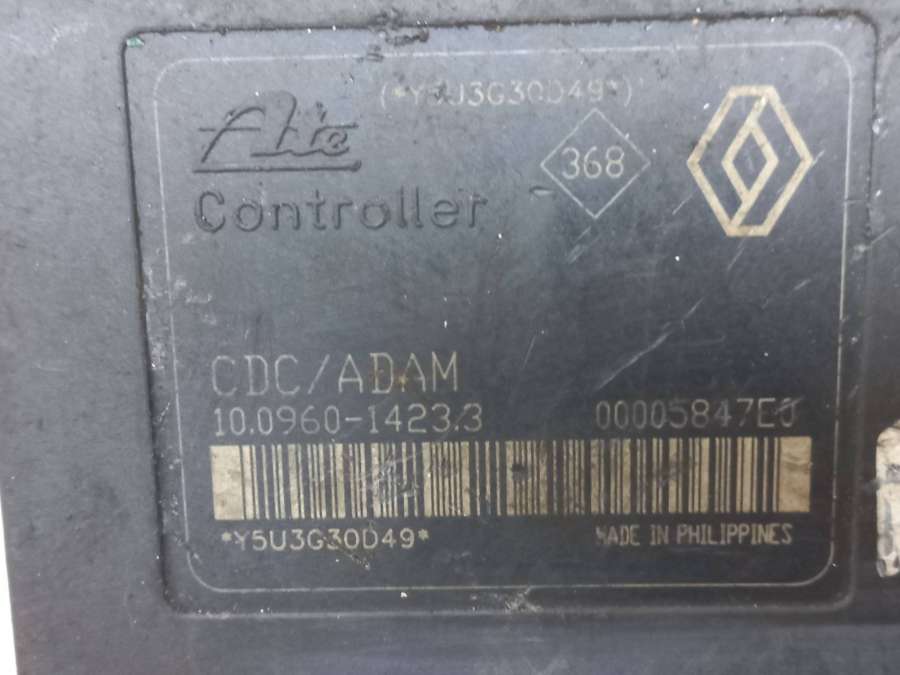 (*Y5U3G30D49*)
Ate
368
Controller
CDC/ADAM
10.0960-1423.3
00005847E0
*Y5U3G30D49*
MADE IN PHILIPPINES